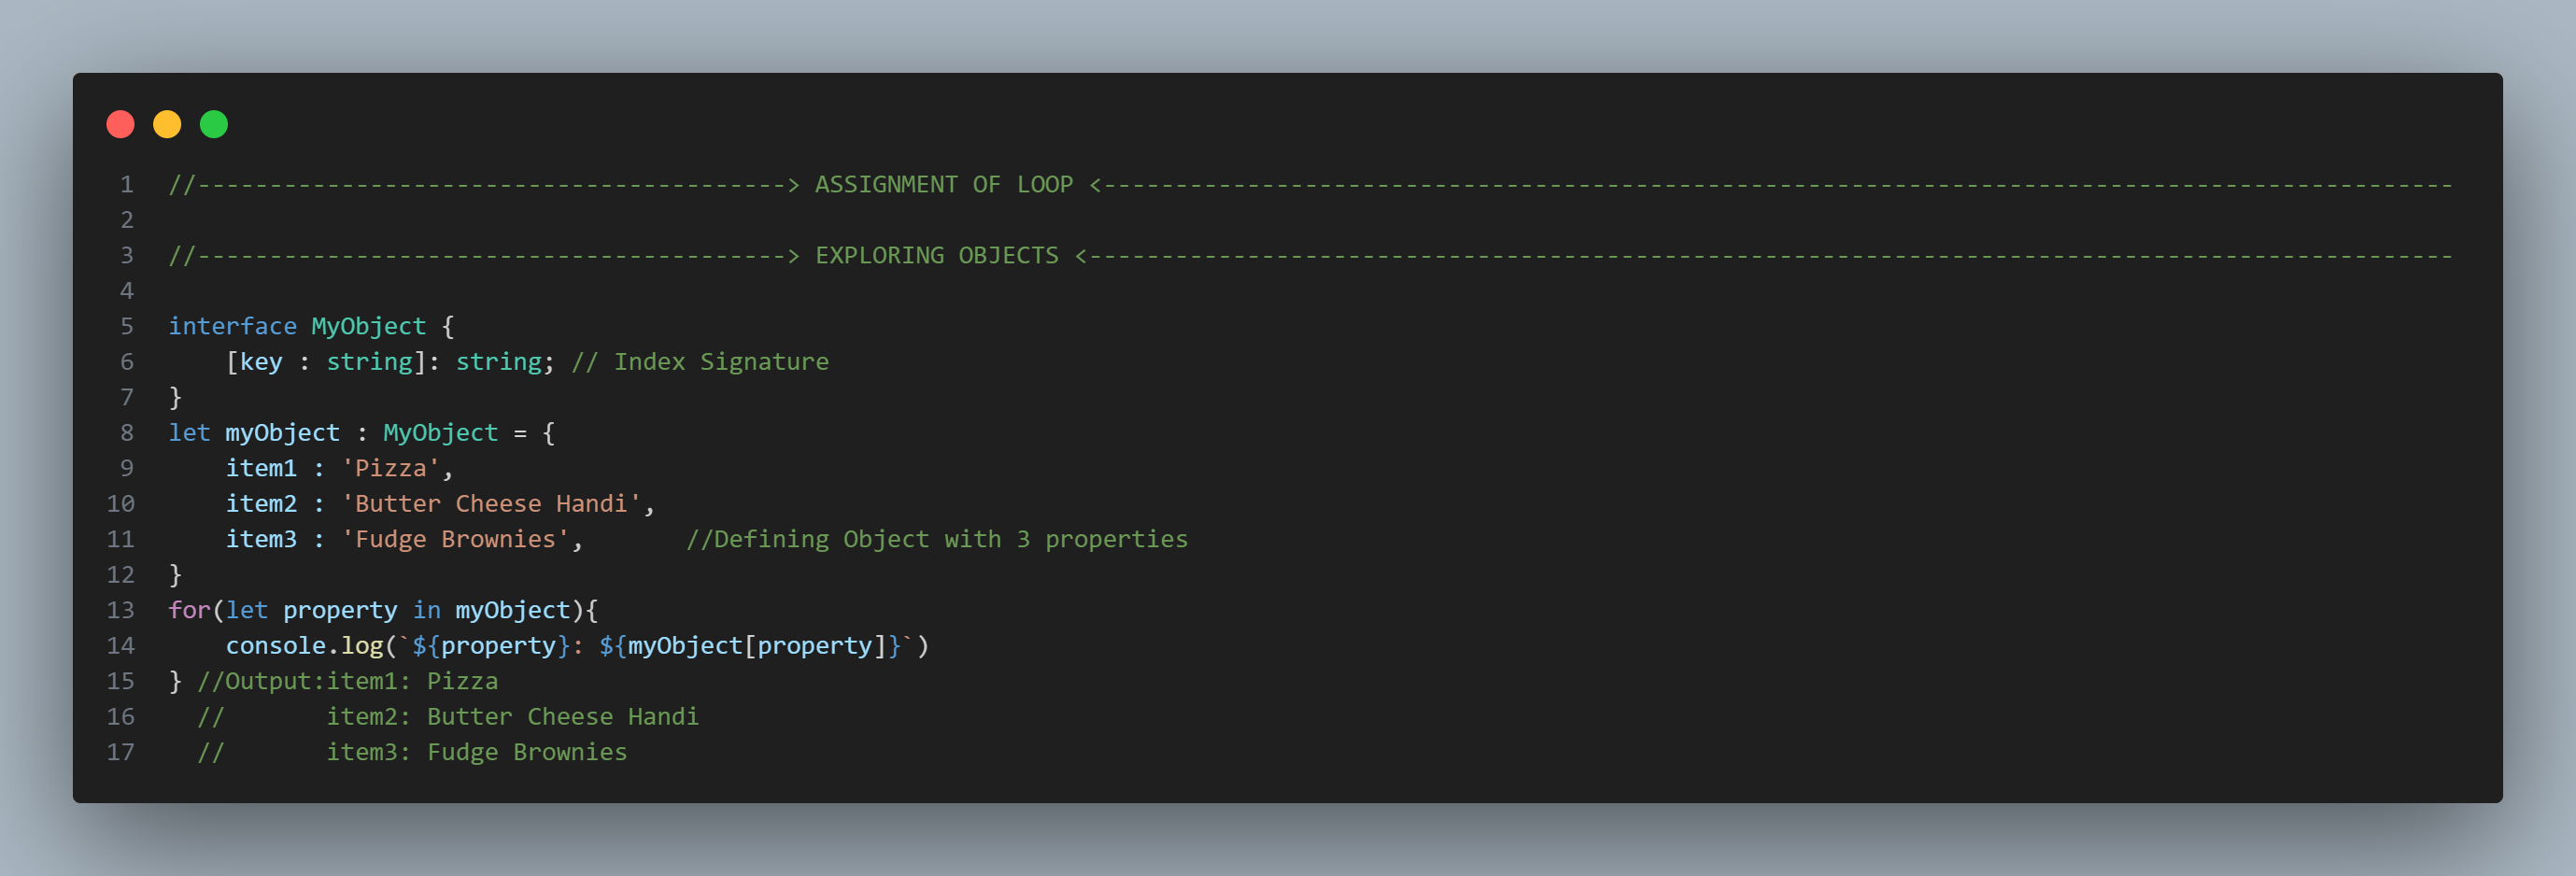 1 //-----------------------------------------> ASSIGNMENT OF LOOP <----------------------------------------------------------------------------------------------
2
3 //-----------------------------------------> EXPLORING OBJECTS <-----------------------------------------------------------------------------------------------
4
5 interface MyObject {
6     [key : string]: string; // Index Signature
7 }
8 let myObject : MyObject = {
9     item1 : 'Pizza',
10     item2 : 'Butter Cheese Handi',
11     item3 : 'Fudge Brownies',       //Defining Object with 3 properties
12 }
13 for(let property in myObject){
14     console.log(`${property}: ${myObject[property]}`)
15 } //Output:item1: Pizza
16   //       item2: Butter Cheese Handi
17   //       item3: Fudge Brownies